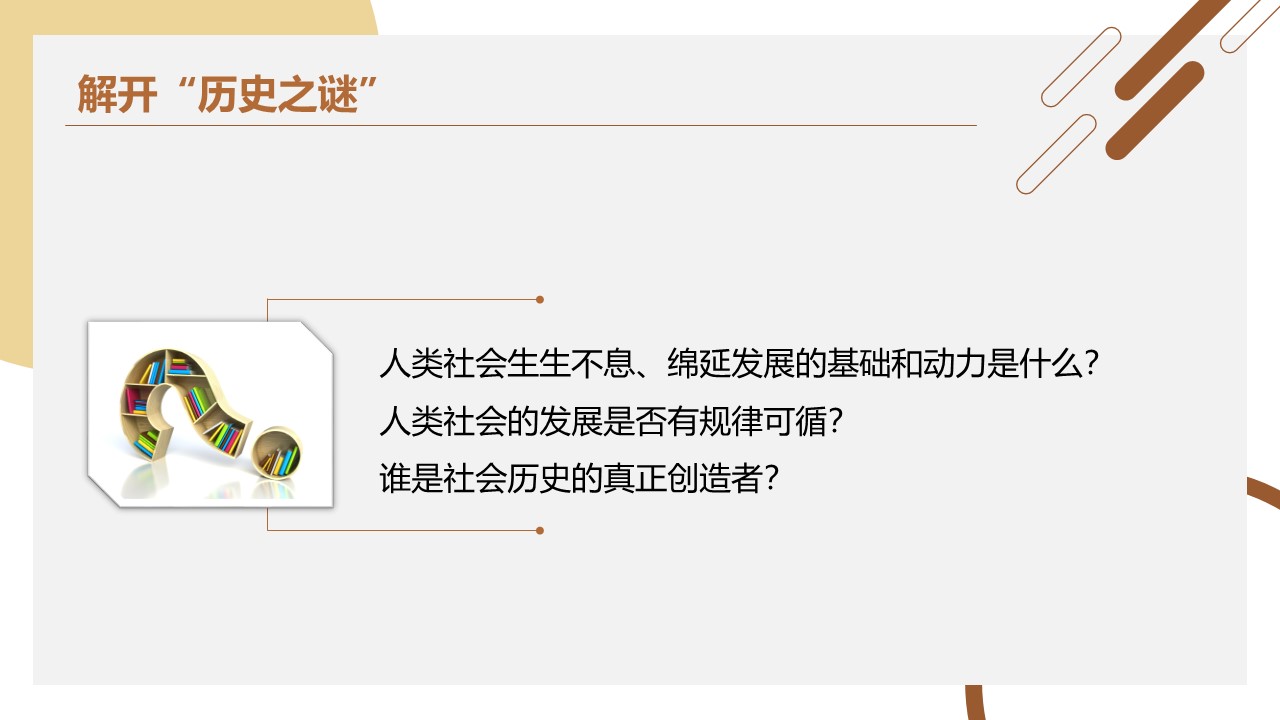 解开“历史之谜”
人类社会生生不息、绵延发展的基础和动力是什么？
人类社会的发展是否有规律可循？
谁是社会历史的真正创造者？